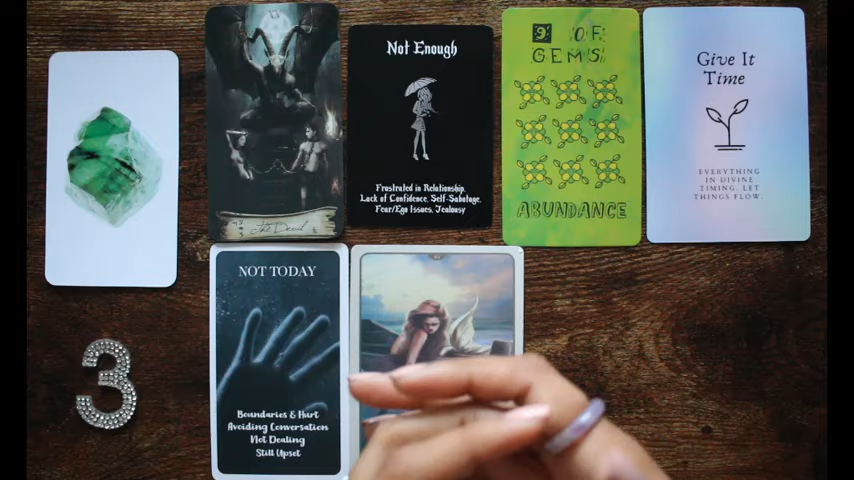 The Devil
Not Enough
Frustrated in Relationship,
Lack of Confidence, Self-Sabotage,
Fear/Ego Issues, Jealousy
9 OF
GEMS
ABUNDANCE
Give It
Time
EVERYTHING
IN DIVINE
TIMING. LET
THINGS FLOW.
NOT TODAY
Boundaries & Hurt
Avoiding Conversation
Not Dealing
Still Upset
3